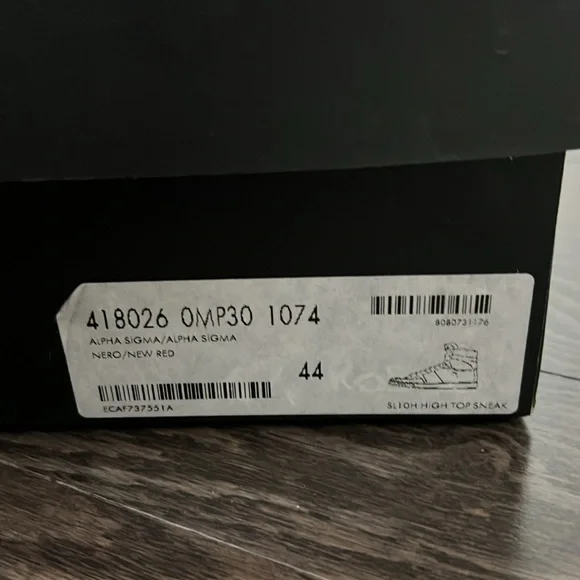 418026 0MP30 1074
ALPHA SIGMA/ALPHA SIGMA
NERO/NEW RED
8080731176
44
ECAF737551A
SL10H HIGH TOP SNEAK